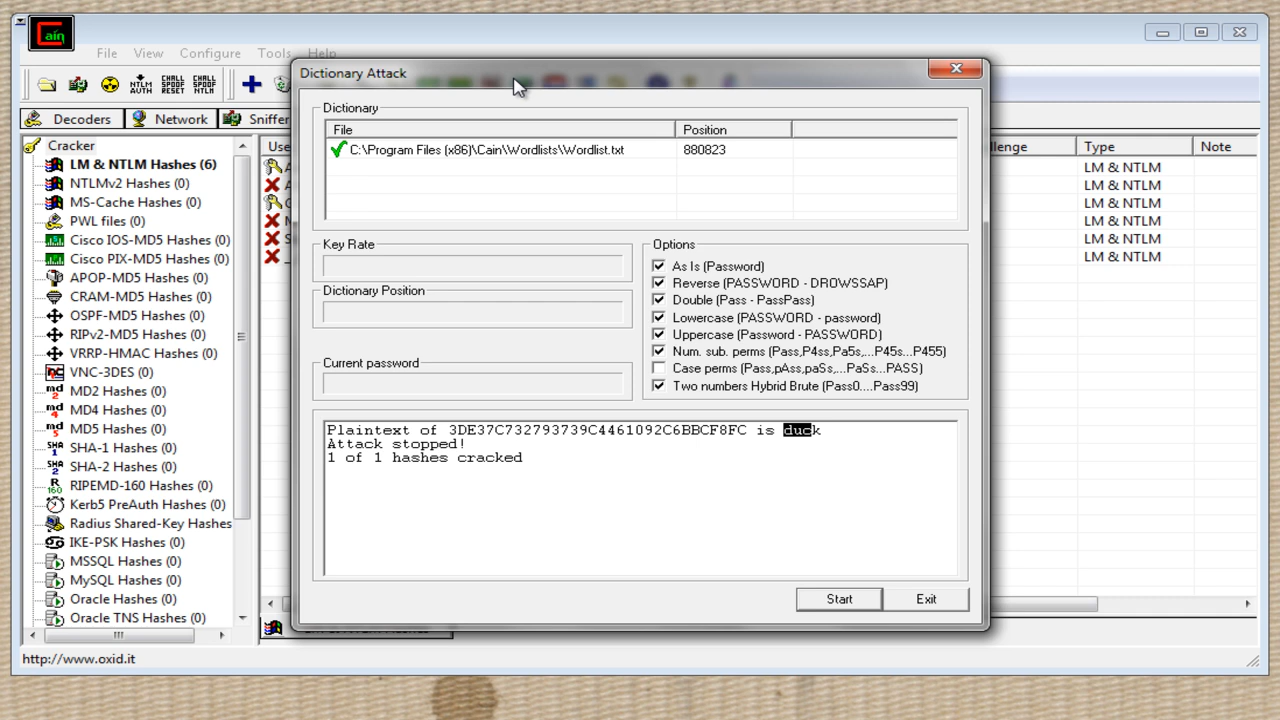 Cain
File View Configure Tools Help
NTLM AUTH
CHALL SPOOF RESET
CHALL SPOOF NTLM
Decoders Network Sniffer
Cracker
LM & NTLM Hashes (6)
NTLMv2 Hashes (0)
MS-Cache Hashes (0)
PWL files (0)
Cisco IOS-MD5 Hashes (0)
Cisco PIX-MD5 Hashes (0)
APOP-MD5 Hashes (0)
CRAM-MD5 Hashes (0)
OSPF-MD5 Hashes (0)
RIPv2-MD5 Hashes (0)
VRRP-HMAC Hashes (0)
VNC-3DES (0)
MD2 Hashes (0)
MD4 Hashes (0)
MD5 Hashes (0)
SHA-1 Hashes (0)
SHA-2 Hashes (0)
RIPEMD-160 Hashes (0)
Kerb5 PreAuth Hashes (0)
Radius Shared-Key Hashes
IKE-PSK Hashes (0)
MSSQL Hashes (0)
MySQL Hashes (0)
Oracle Hashes (0)
Oracle TNS Hashes (0)
Dictionary Attack
Dictionary
File Position
C:\Program Files (x86)\Cain\Wordlists\Wordlist.txt 880823
Key Rate
Dictionary Position
Current password
Options
As Is (Password)
Reverse (PASSWORD - DROWSSAP)
Double (Pass - PassPass)
Lowercase (PASSWORD - password)
Uppercase (Password - PASSWORD)
Num. sub. perms (Pass,P4ss,Pa5s,...P45s...P455)
Case perms (Pass,pAss,paSs,...PaSs...PASS)
Two numbers Hybrid Brute (Pass0....Pass99)
Plaintext of 3DE37C732793739C4461092C6BBCF8FC is duck
Attack stopped!
1 of 1 hashes cracked
Start Exit
Type Note
LM & NTLM
LM & NTLM
LM & NTLM
LM & NTLM
LM & NTLM
LM & NTLM
http://www.oxid.it